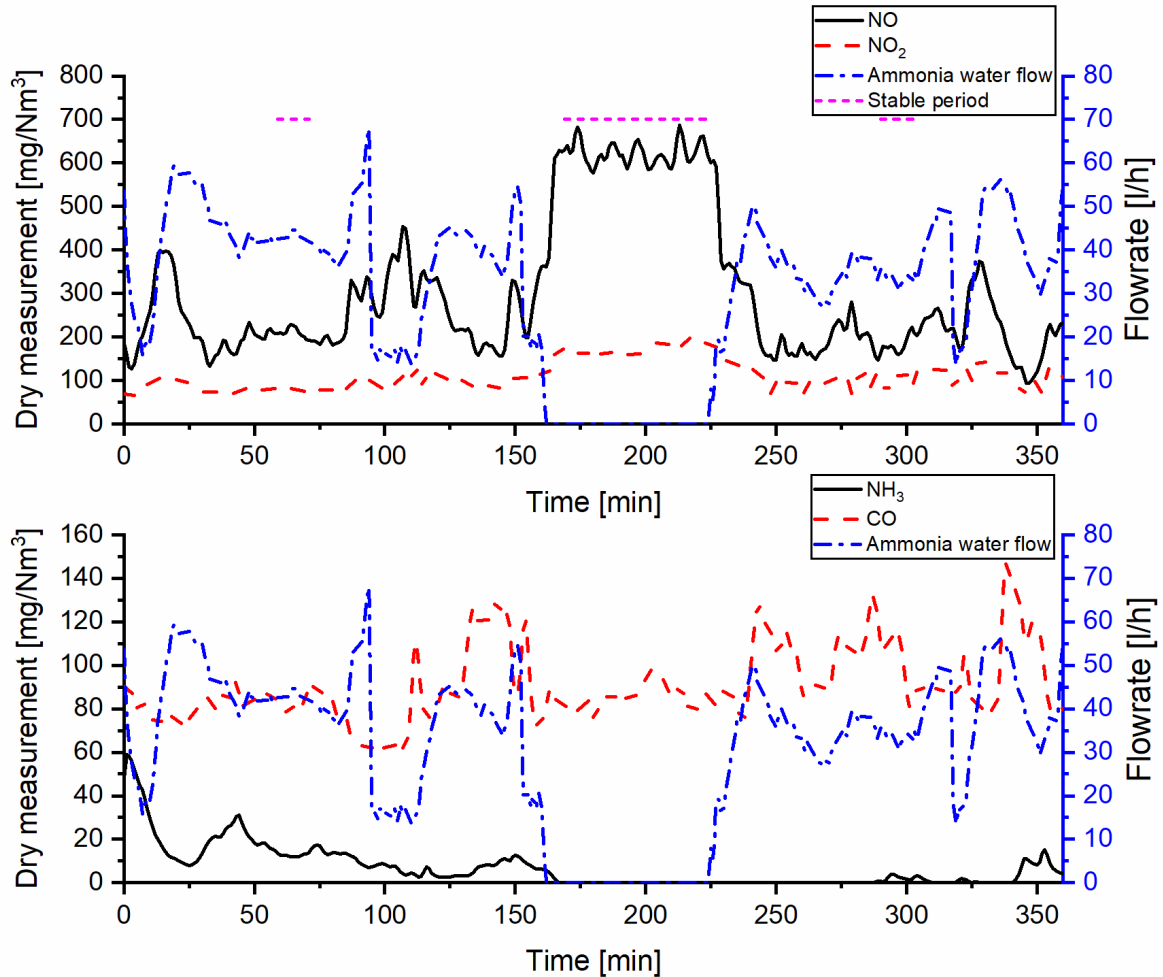 NO
NO₂
Ammonia water flow
Stable period
Dry measurement [mg/Nm³]
800
700
600
500
400
300
200
100
0
80
70
60
50
40
30
20
10
0
Flowrate [l/h]
0 50 100 150 200 250 300 350
Time [min]
NH₃
CO
Ammonia water flow
Dry measurement [mg/Nm³]
160
140
120
100
80
60
40
20
0
80
70
60
50
40
30
20
10
0
Flowrate [l/h]
0 50 100 150 200 250 300 350
Time [min]